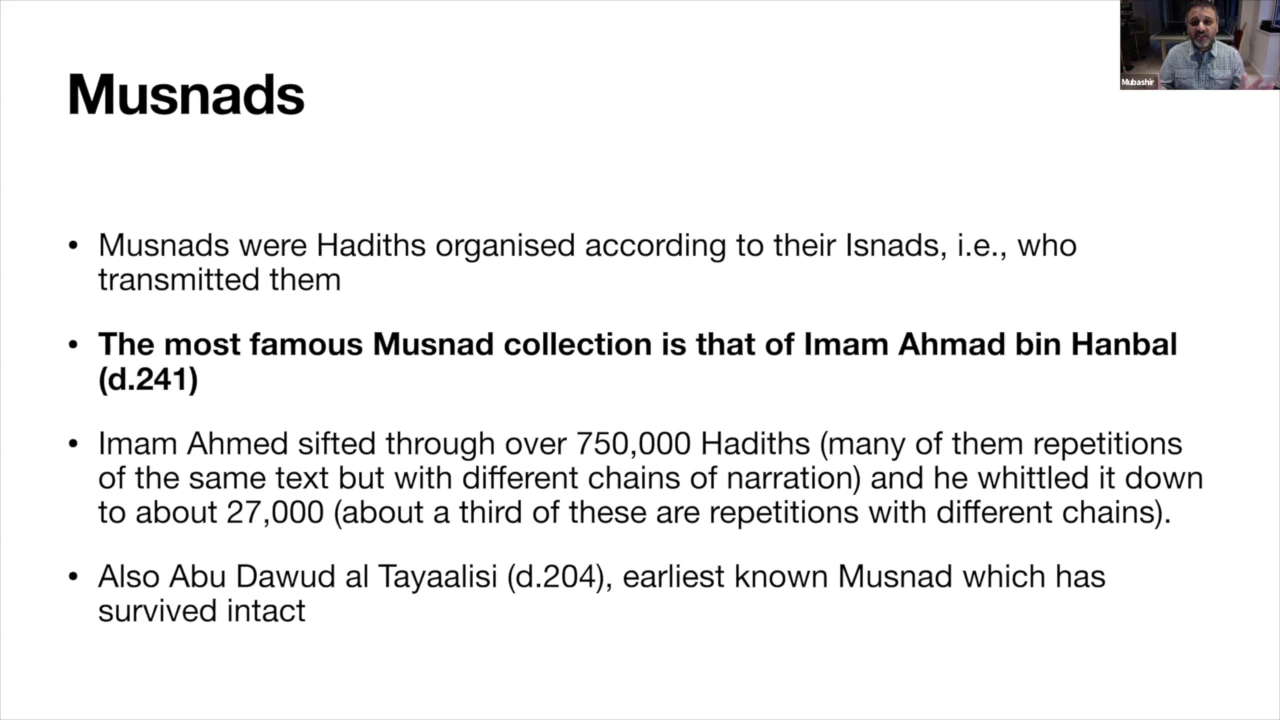 Musnads
Mubashir
• Musnads were Hadiths organised according to their Isnads, i.e., who
transmitted them
• The most famous Musnad collection is that of Imam Ahmad bin Hanbal
(d.241)
• Imam Ahmed sifted through over 750,000 Hadiths (many of them repetitions
of the same text but with different chains of narration) and he whittled it down
to about 27,000 (about a third of these are repetitions with different chains).
• Also Abu Dawud al Tayaalisi (d.204), earliest known Musnad which has
survived intact